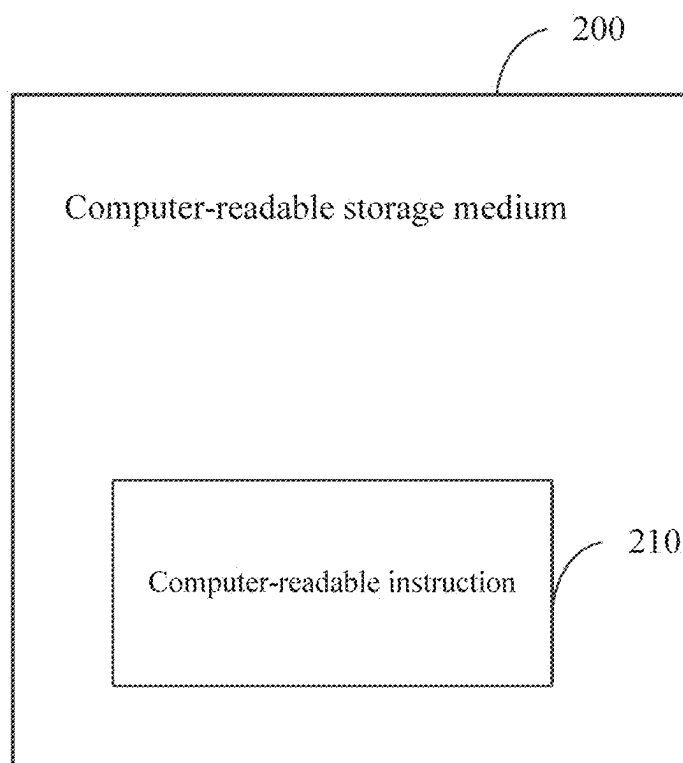 200
Computer-readable storage medium
210
Computer-readable instruction